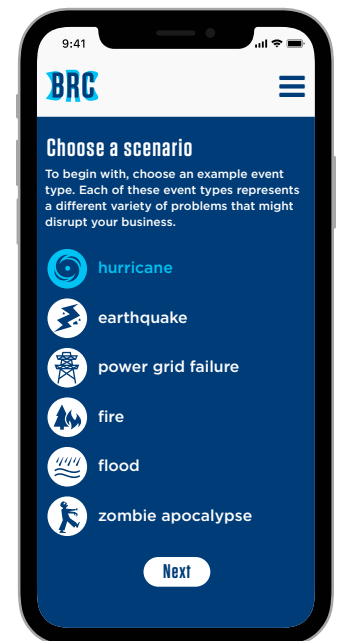 9:41
BRC
Choose a scenario
To begin with, choose an example event
type. Each of these event types represents
a different variety of problems that might
disrupt your business.
hurricane
earthquake
power grid failure
fire
flood
zombie apocalypse
Next